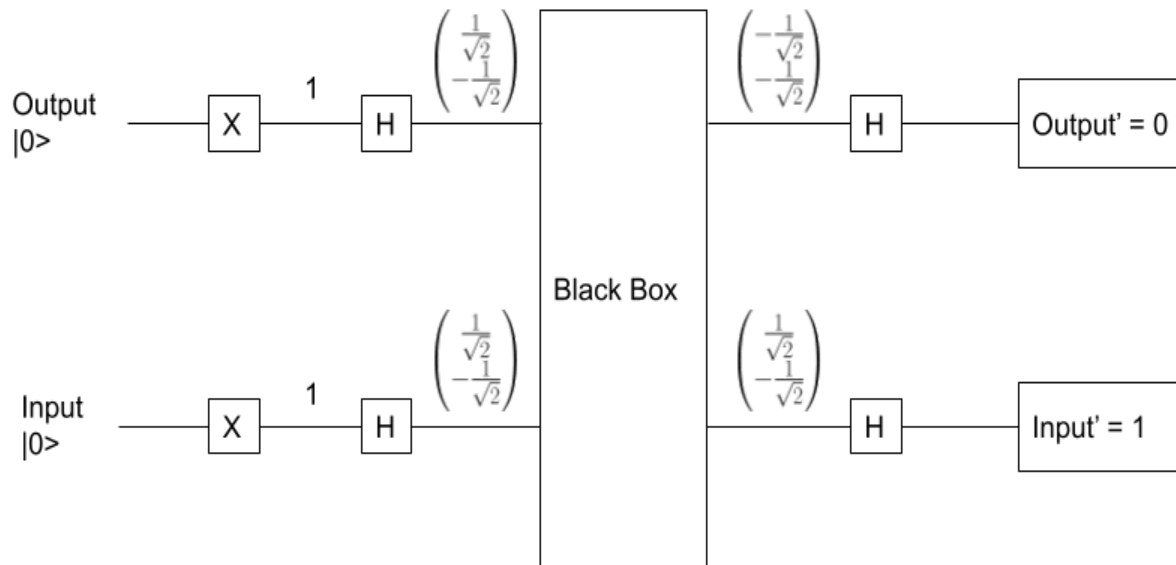 Output
|0>
X
1
H
(1/√2
-1/√2)
Black Box
(-1/√2
-1/√2)
H
Output’ = 0
Input
|0>
X
1
H
(1/√2
-1/√2)
(1/√2
-1/√2)
H
Input’ = 1